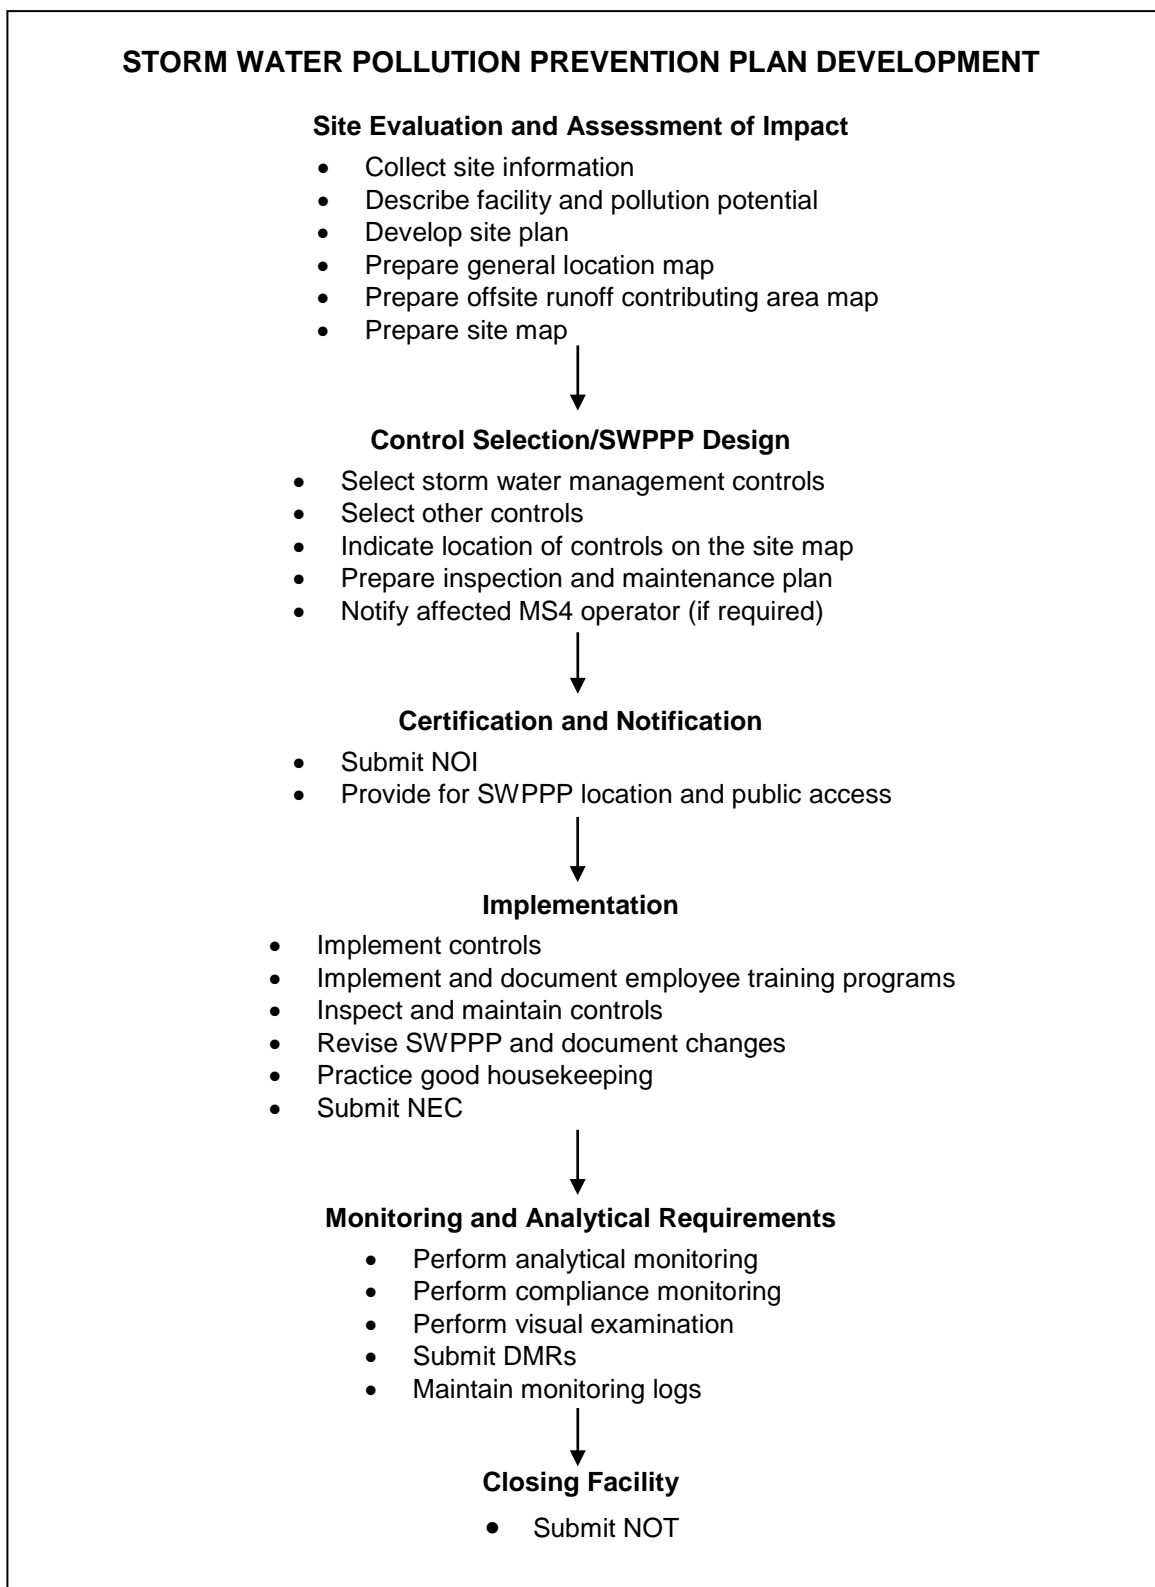 STORM WATER POLLUTION PREVENTION PLAN DEVELOPMENT
Site Evaluation and Assessment of Impact
• Collect site information
• Describe facility and pollution potential
• Develop site plan
• Prepare general location map
• Prepare offsite runoff contributing area map
• Prepare site map
Control Selection/SWPPP Design
• Select storm water management controls
• Select other controls
• Indicate location of controls on the site map
• Prepare inspection and maintenance plan
• Notify affected MS4 operator (if required)
Certification and Notification
• Submit NOI
• Provide for SWPPP location and public access
Implementation
• Implement controls
• Implement and document employee training programs
• Inspect and maintain controls
• Revise SWPPP and document changes
• Practice good housekeeping
• Submit NEC
Monitoring and Analytical Requirements
• Perform analytical monitoring
• Perform compliance monitoring
• Perform visual examination
• Submit DMRs
• Maintain monitoring logs
Closing Facility
• Submit NOT